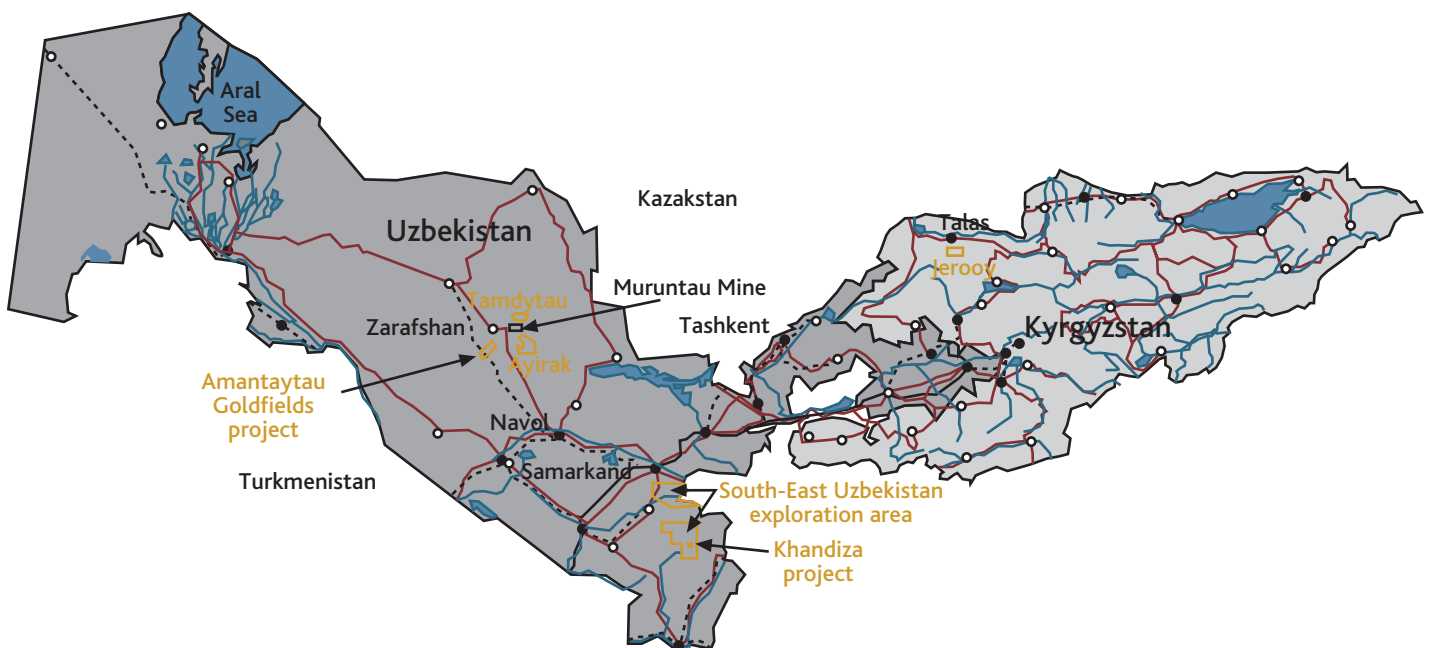 Aral
Sea
Kazakstan
Uzbekistan
Talas
Jerooy
Muruntau Mine
Tamdytau
Zarafshan
Tashkent
Kyrgyzstan
Ayirak
Amantaytau
Goldfields
project
Navoi
Samarkand
Turkmenistan
South-East Uzbekistan
exploration area
Khandiza
project